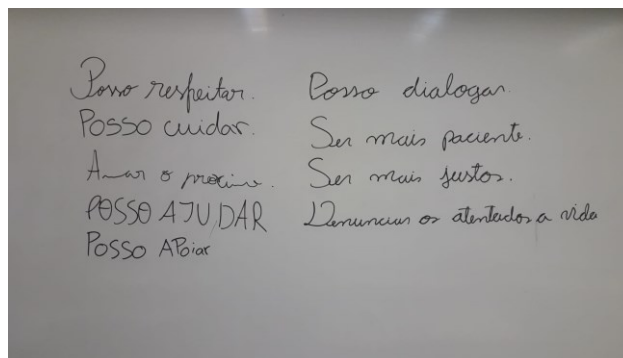 Posso respeitar.
Posso cuidar.
Amar o próximo.
POSSO AJUDAR
Posso APoiar
Posso dialogar.
Ser mais paciente.
Ser mais justos.
Denunciar os atentados a vida